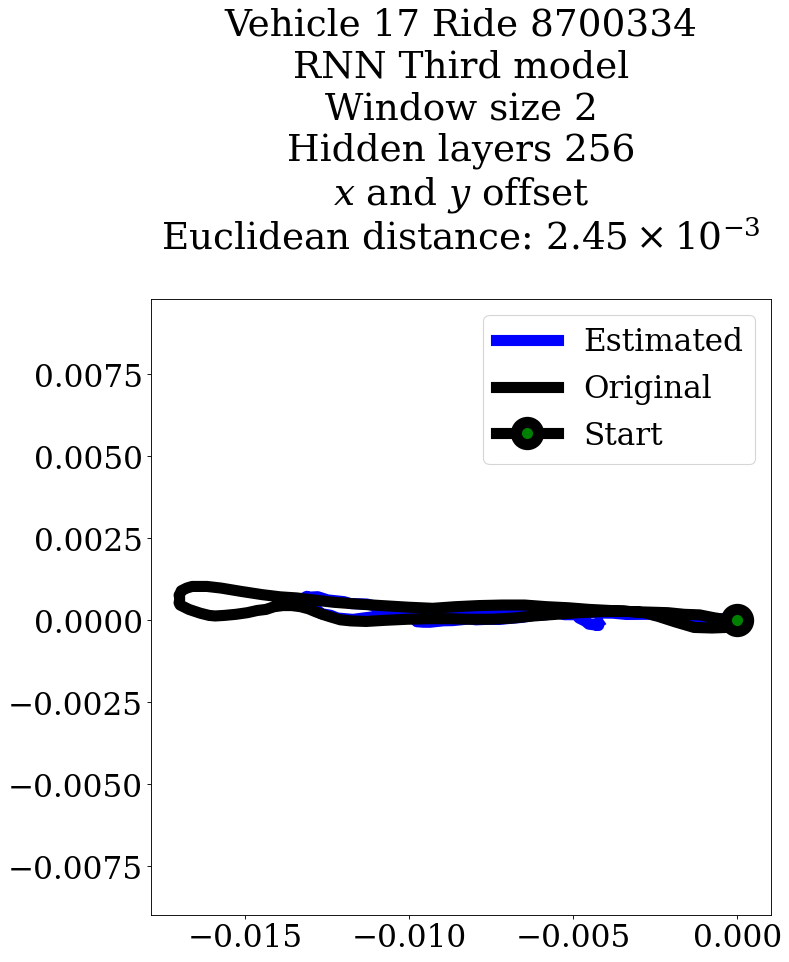 Vehicle 17 Ride 8700334
RNN Third model
Window size 2
Hidden layers 256
x and y offset
Euclidean distance: 2.45 × 10⁻³
Estimated
Original
Start
0.0075
0.0050
0.0025
0.0000
−0.0025
−0.0050
−0.0075
−0.015 −0.010 −0.005 0.000